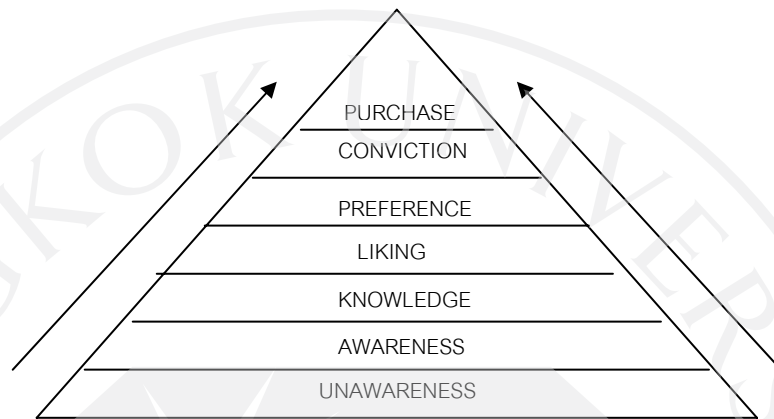 PURCHASE
CONVICTION
PREFERENCE
LIKING
KNOWLEDGE
AWARENESS
UNAWARENESS